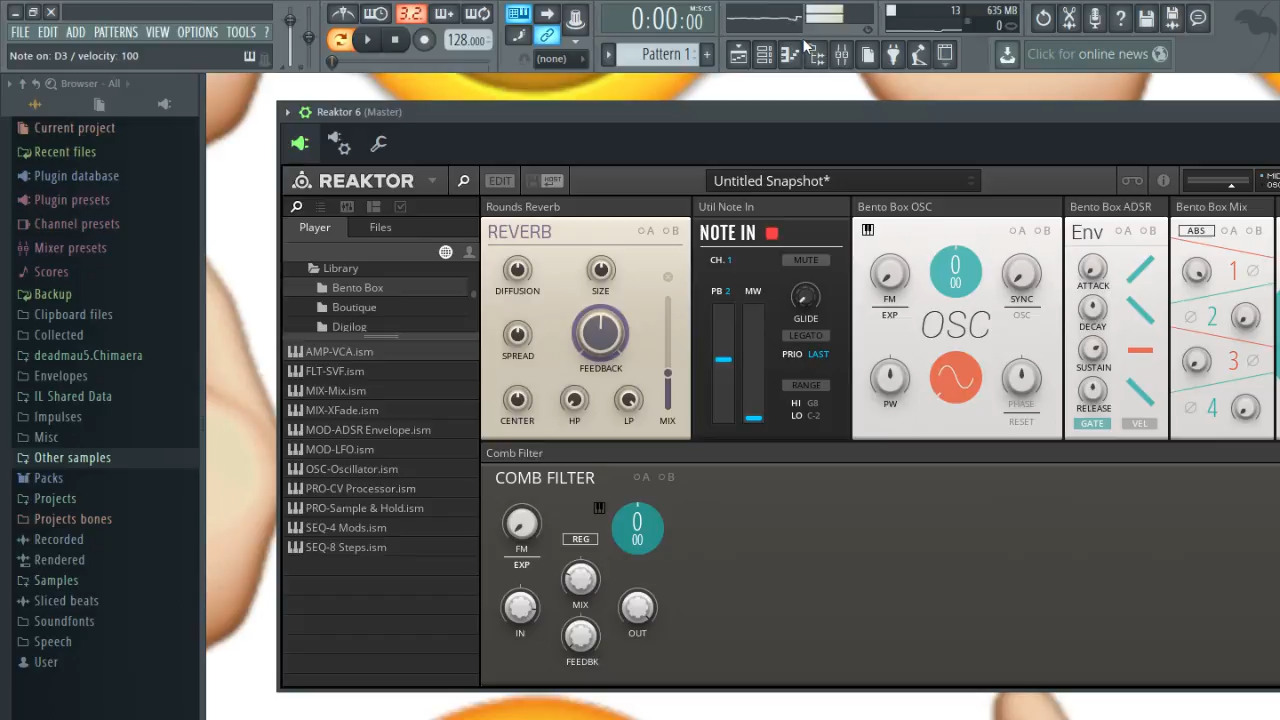 FILE EDIT ADD PATTERNS VIEW OPTIONS TOOLS ?
Note on: D3 / velocity: 100
3.2
128.000
0:00:00
M:S:CS
(none)
Pattern 1
13
635 MB
0
Click for online news
Browser - All
Current project
Recent files
Plugin database
Plugin presets
Channel presets
Mixer presets
Scores
Backup
Clipboard files
Collected
deadmau5.Chimaera
Envelopes
IL Shared Data
Impulses
Misc
Other samples
Packs
Projects
Projects bones
Recorded
Rendered
Samples
Sliced beats
Soundfonts
Speech
User
Reaktor 6 (Master)
REAKTOR
EDIT
HOST
Untitled Snapshot*
Player
Files
Library
Bento Box
Boutique
Digilog
AMP-VCA.ism
FLT-SVF.ism
MIX-Mix.ism
MIX-XFade.ism
MOD-ADSR Envelope.ism
MOD-LFO.ism
OSC-Oscillator.ism
PRO-CV Processor.ism
PRO-Sample & Hold.ism
SEQ-4 Mods.ism
SEQ-8 Steps.ism
Rounds Reverb
REVERB
A B
DIFFUSION
SIZE
SPREAD
FEEDBACK
CENTER
HP
LP
MIX
Util Note In
NOTE IN
CH. 1
MUTE
PB 2
MW
GLIDE
LEGATO
PRIO LAST
RANGE
HI G8
LO C-2
Bento Box OSC
A B
FM
EXP
0
00
SYNC
OSC
OSC
PW
PHASE
RESET
Bento Box ADSR
Env
A B
ATTACK
DECAY
SUSTAIN
RELEASE
GATE
VEL
Bento Box Mix
ABS
A B
1
2
3
4
Comb Filter
COMB FILTER
A B
FM
EXP
REG
0
00
MIX
IN
OUT
FEEDBK